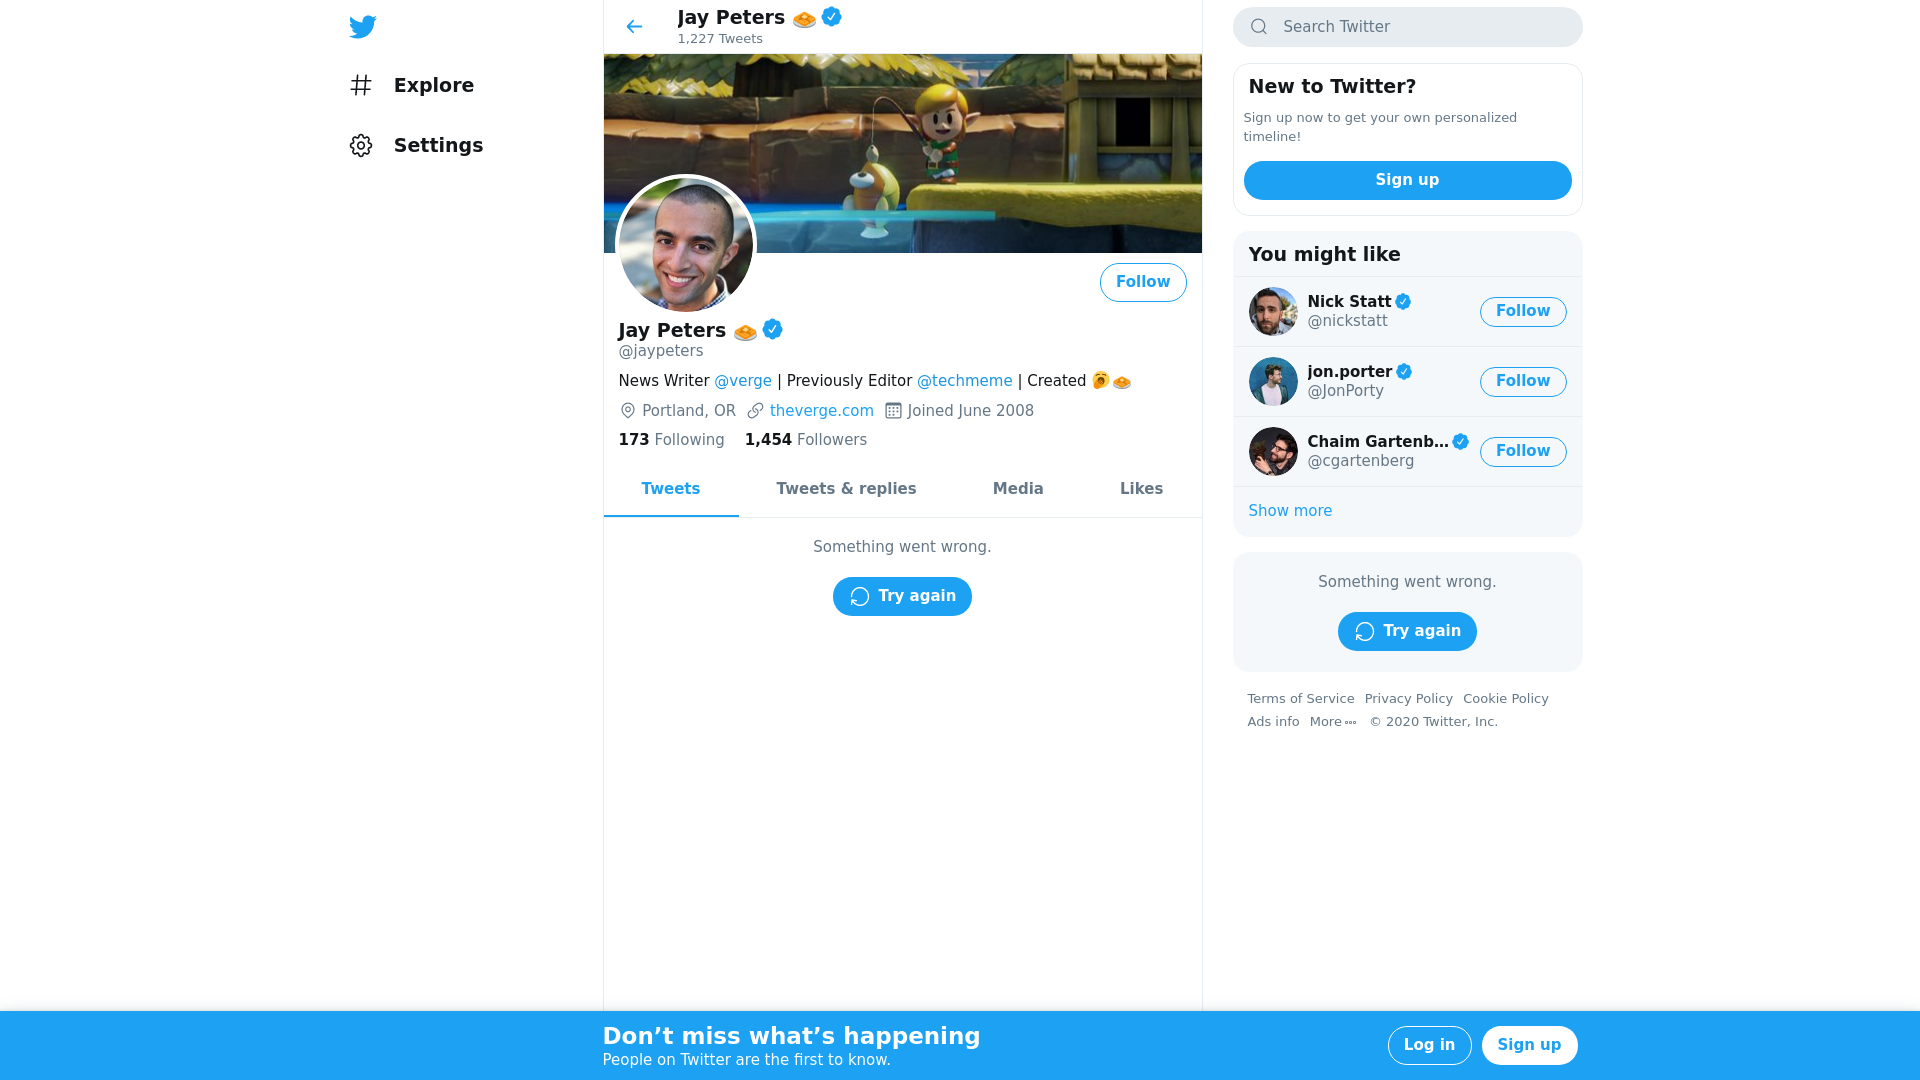 Explore
Settings
Jay Peters 🧇
1,227 Tweets
Follow
Jay Peters 🧇
@jaypeters
News Writer @verge | Previously Editor @techmeme | Created 🥱🧇
Portland, OR theverge.com Joined June 2008
173 Following 1,454 Followers
Tweets Tweets & replies Media Likes
Something went wrong.
Try again
Search Twitter
New to Twitter?
Sign up now to get your own personalized
timeline!
Sign up
You might like
Nick Statt
@nickstatt
Follow
jon.porter
@JonPorty
Follow
Chaim Gartenb...
@cgartenberg
Follow
Show more
Something went wrong.
Try again
Terms of Service Privacy Policy Cookie Policy
Ads info More © 2020 Twitter, Inc.
Don’t miss what’s happening
People on Twitter are the first to know.
Log in
Sign up